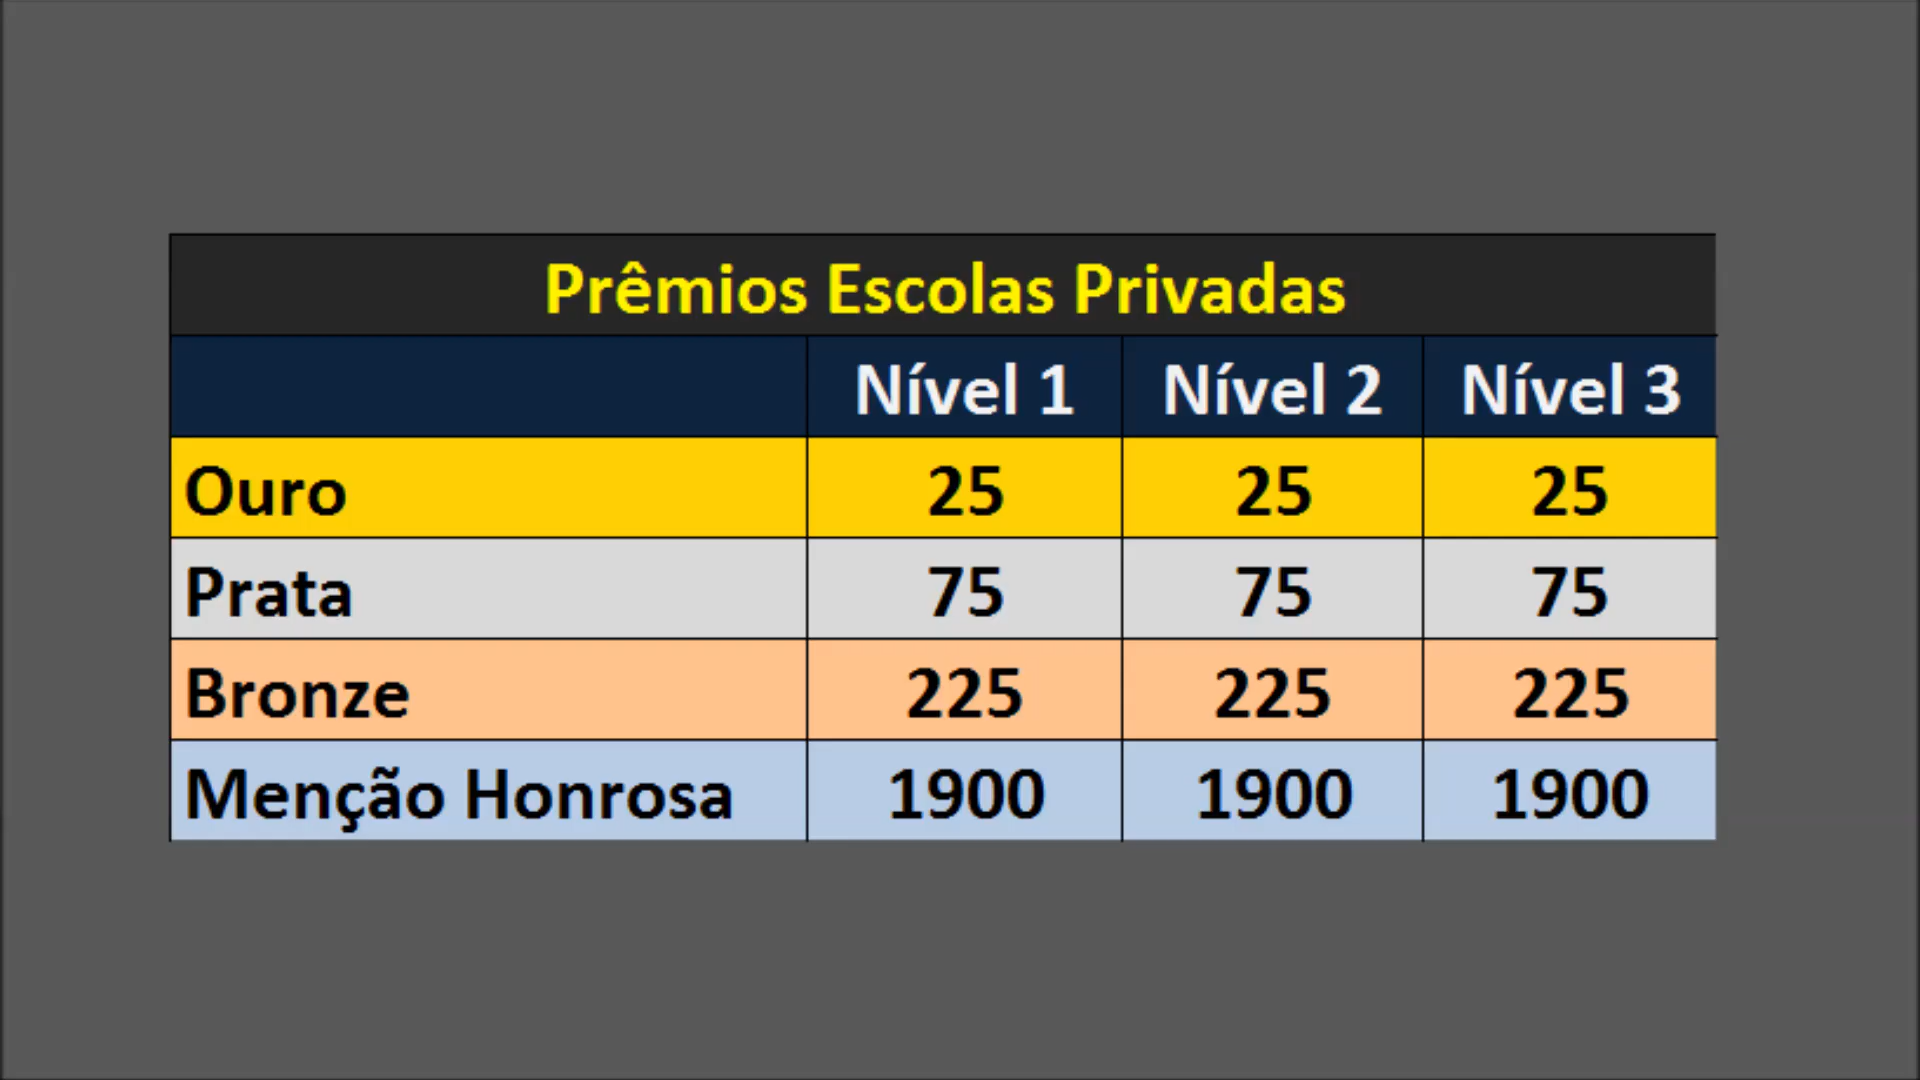 Prêmios Escolas Privadas
Nível 1 Nível 2 Nível 3
Ouro 25 25 25
Prata 75 75 75
Bronze 225 225 225
Menção Honrosa 1900 1900 1900